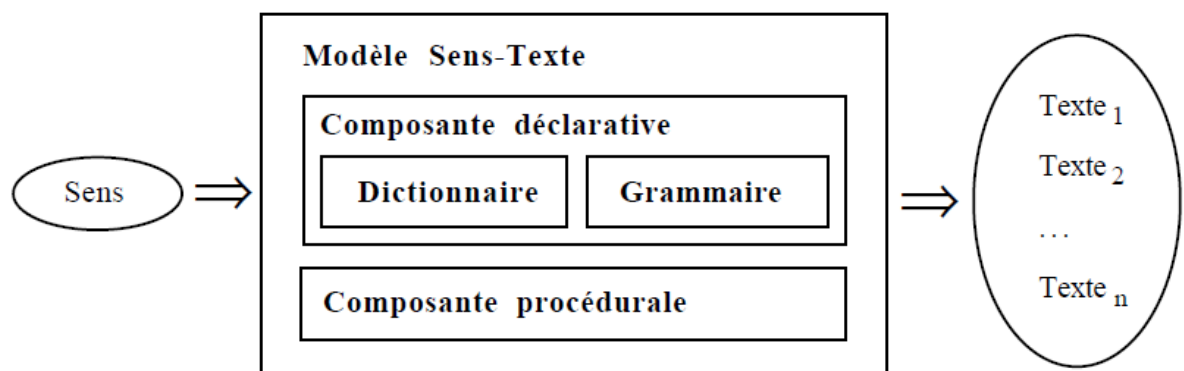 Sens
Modèle Sens-Texte
Composante déclarative
Dictionnaire
Grammaire
Composante procédurale
Texte 1
Texte 2
...
Texte n